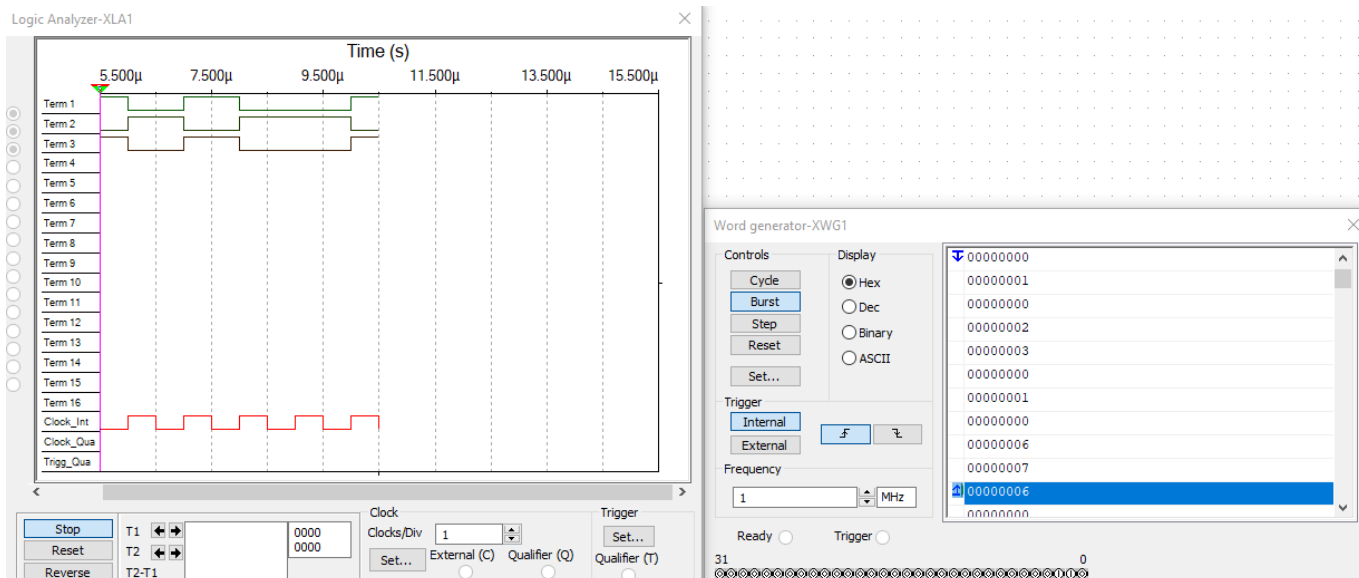 Logic Analyzer-XLA1
Time (s)
5.500µ 7.500µ 9.500µ 11.500µ 13.500µ 15.500µ
Term 1
Term 2
Term 3
Term 4
Term 5
Term 6
Term 7
Term 8
Term 9
Term 10
Term 11
Term 12
Term 13
Term 14
Term 15
Term 16
Clock_Int
Clock_Qua
Trigg_Qua
Stop
Reset
Reverse
T1
T2
T2-T1
0000
0000
Clock
Clocks/Div 1
Set... External (C) Qualifier (Q)
Trigger
Set...
Qualifier (T)
Word generator-XWG1
Controls
Cycle
Burst
Step
Reset
Set...
Display
Hex
Dec
Binary
ASCII
Trigger
Internal
External
Frequency
1 MHz
Ready Trigger
00000000
00000001
00000000
00000002
00000003
00000000
00000001
00000000
00000006
00000007
00000006
00000000
31 0